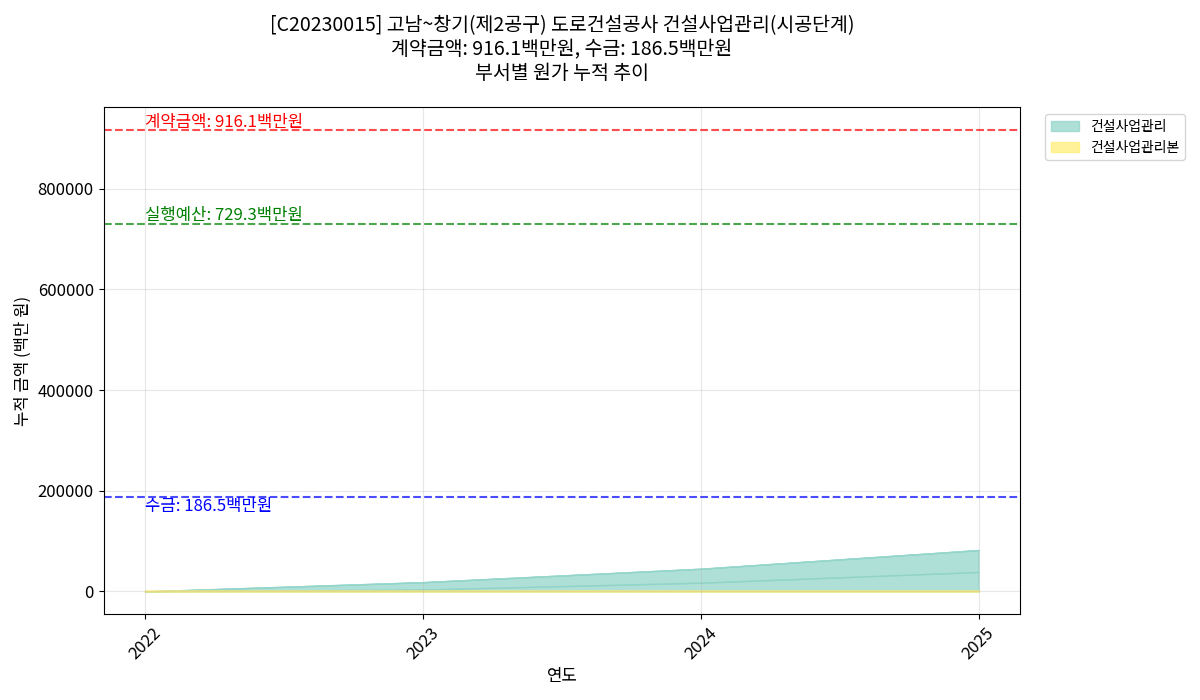 [C20230015] 고남~창기(제2공구) 도로건설공사 건설사업관리(시공단계)
계약금액: 916.1백만원, 수금: 186.5백만원
부서별 원가 누적 추이
계약금액: 916.1백만원
실행예산: 729.3백만원
수금: 186.5백만원
건설사업관리
건설사업관리본
누적 금액 (백만 원)
800000
600000
400000
200000
0
2022
2023
2024
2025
연도